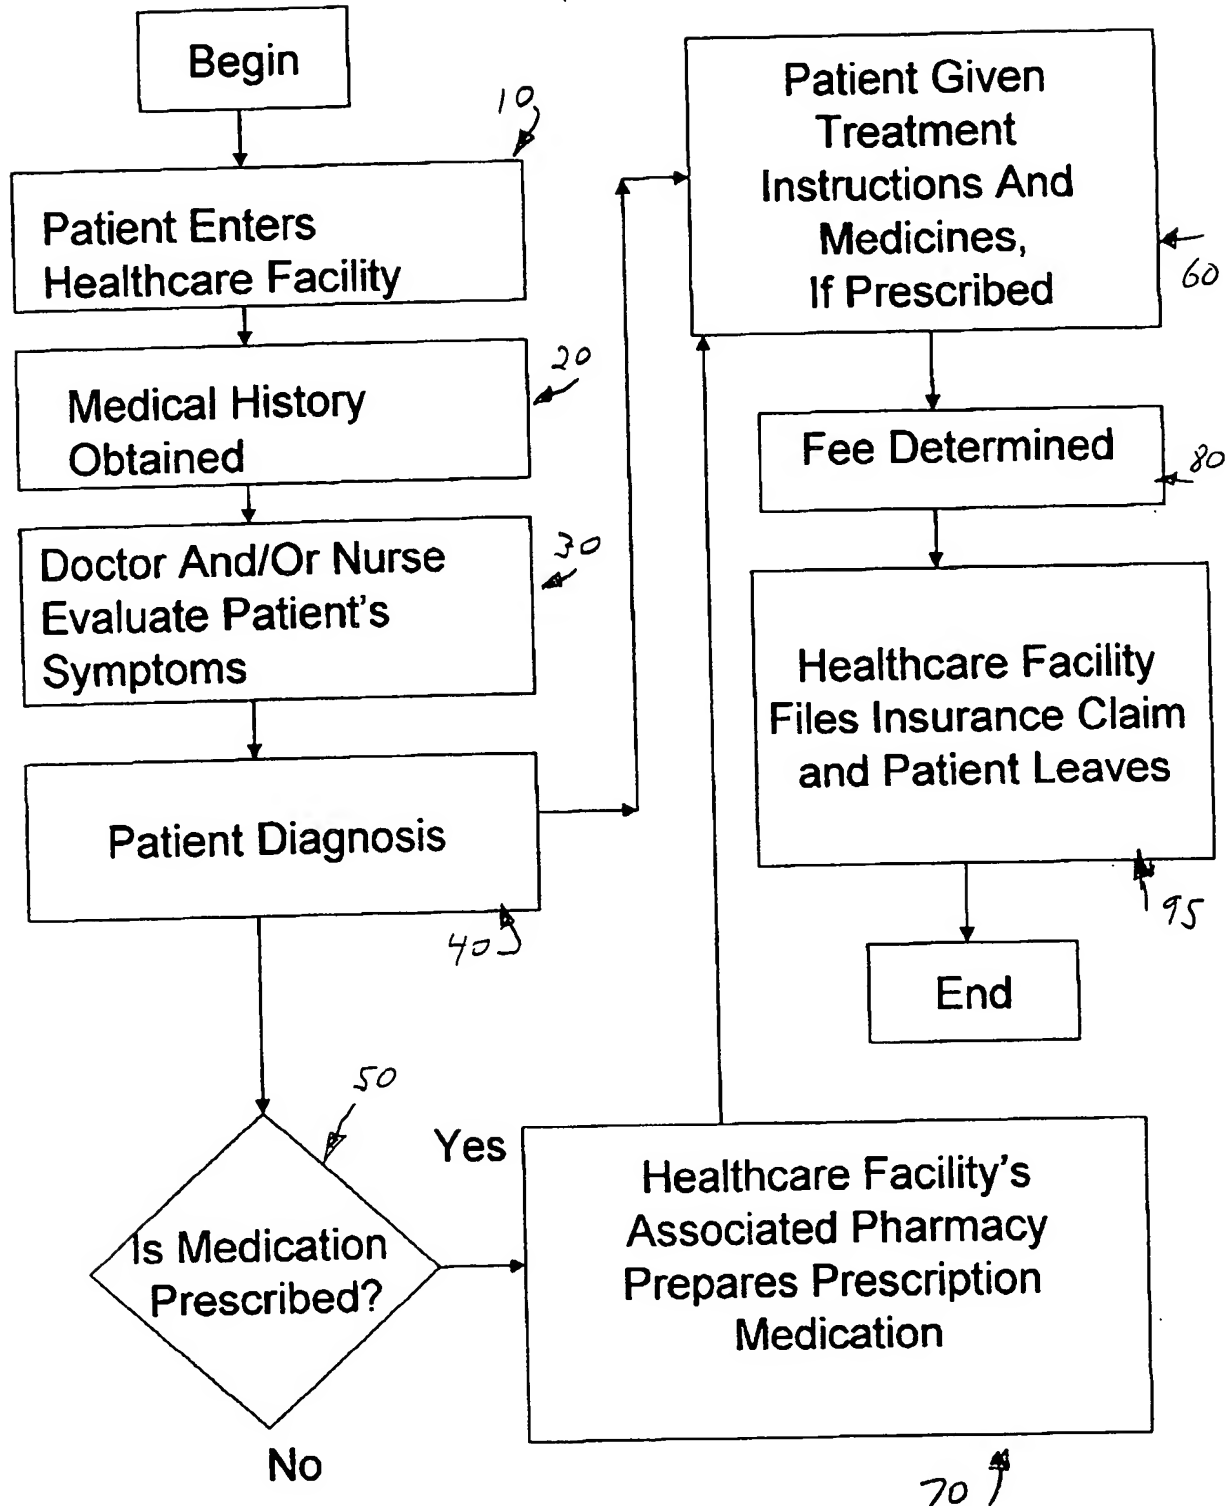 Begin
10
Patient Enters
Healthcare Facility
20
Medical History
Obtained
30
Doctor And/Or Nurse
Evaluate Patient's
Symptoms
Patient Diagnosis
40
50
Is Medication
Prescribed?
Yes
No
Healthcare Facility's
Associated Pharmacy
Prepares Prescription
Medication
70
Patient Given
Treatment
Instructions And
Medicines,
If Prescribed
60
Fee Determined
80
Healthcare Facility
Files Insurance Claim
and Patient Leaves
95
End